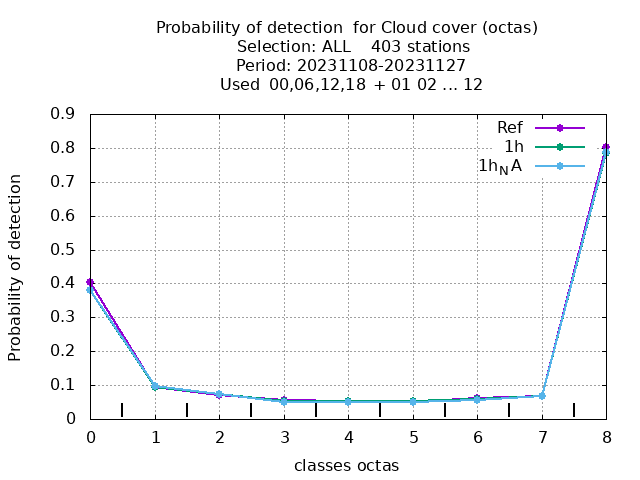 Probability of detection  for Cloud cover (octas)
Selection: ALL    403 stations
Period: 20231108-20231127
Used  00,06,12,18  + 01 02 ... 12
Ref
1h
1hNA
0.9
0.8
0.7
0.6
0.5
0.4
0.3
0.2
0.1
0
Probability of detection
0 1 2 3 4 5 6 7 8
classes octas